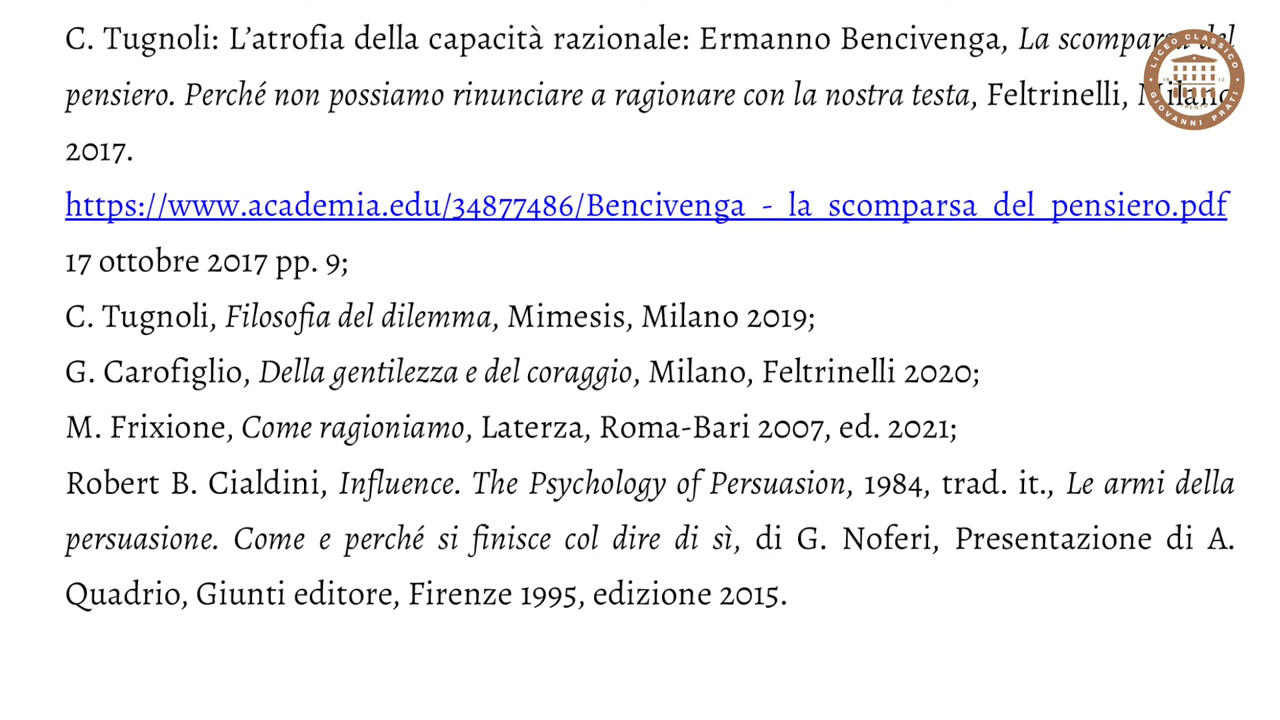 C. Tugnoli: L’atrofia della capacità razionale: Ermanno Bencivenga, La scomparsa del
pensiero. Perché non possiamo rinunciare a ragionare con la nostra testa, Feltrinelli, Milano
2017.
https://www.academia.edu/34877486/Bencivenga_-_la_scomparsa_del_pensiero.pdf
17 ottobre 2017 pp. 9;
C. Tugnoli, Filosofia del dilemma, Mimesis, Milano 2019;
G. Carofiglio, Della gentilezza e del coraggio, Milano, Feltrinelli 2020;
M. Frixione, Come ragioniamo, Laterza, Roma-Bari 2007, ed. 2021;
Robert B. Cialdini, Influence. The Psychology of Persuasion, 1984, trad. it., Le armi della
persuasione. Come e perché si finisce col dire di sì, di G. Noferi, Presentazione di A.
Quadrio, Giunti editore, Firenze 1995, edizione 2015.
LICEO CLASSICO
GIOVANNI PRATI